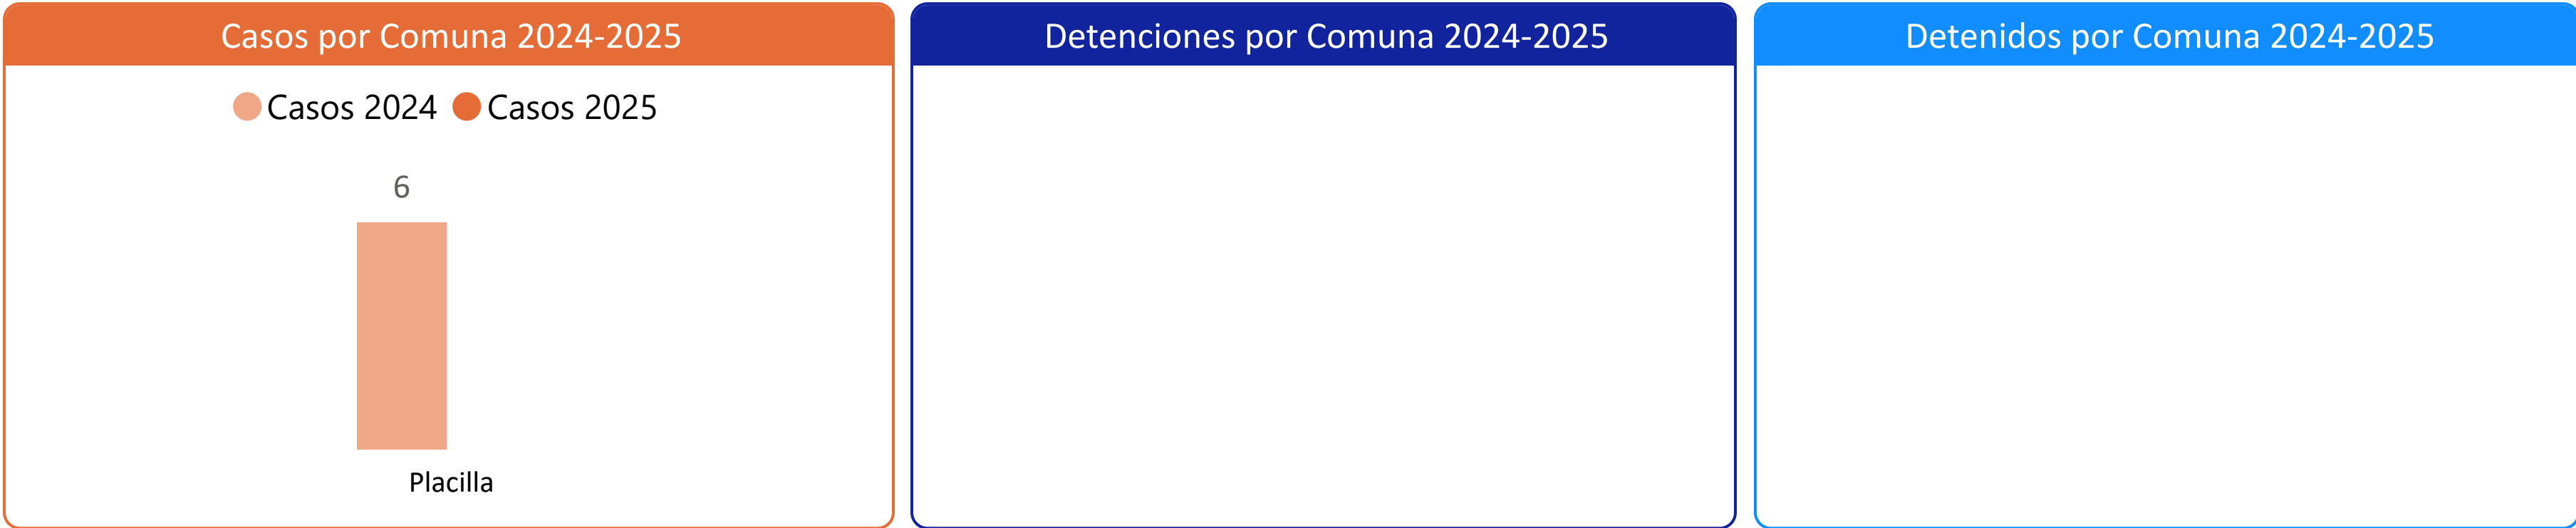 Casos por Comuna 2024-2025
Casos 2024 Casos 2025
6
Placilla
Detenciones por Comuna 2024-2025
Detenidos por Comuna 2024-2025